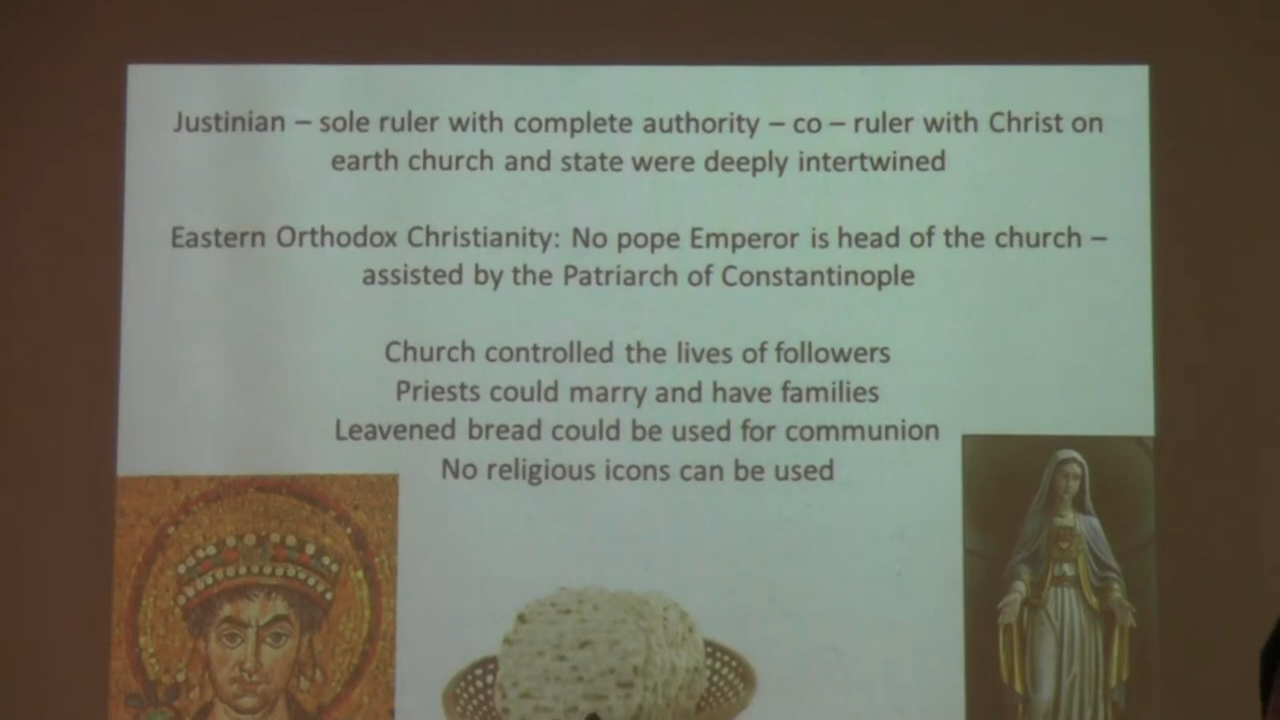 Justinian – sole ruler with complete authority – co – ruler with Christ on
earth church and state were deeply intertwined
Eastern Orthodox Christianity: No pope Emperor is head of the church –
assisted by the Patriarch of Constantinople
Church controlled the lives of followers
Priests could marry and have families
Leavened bread could be used for communion
No religious icons can be used